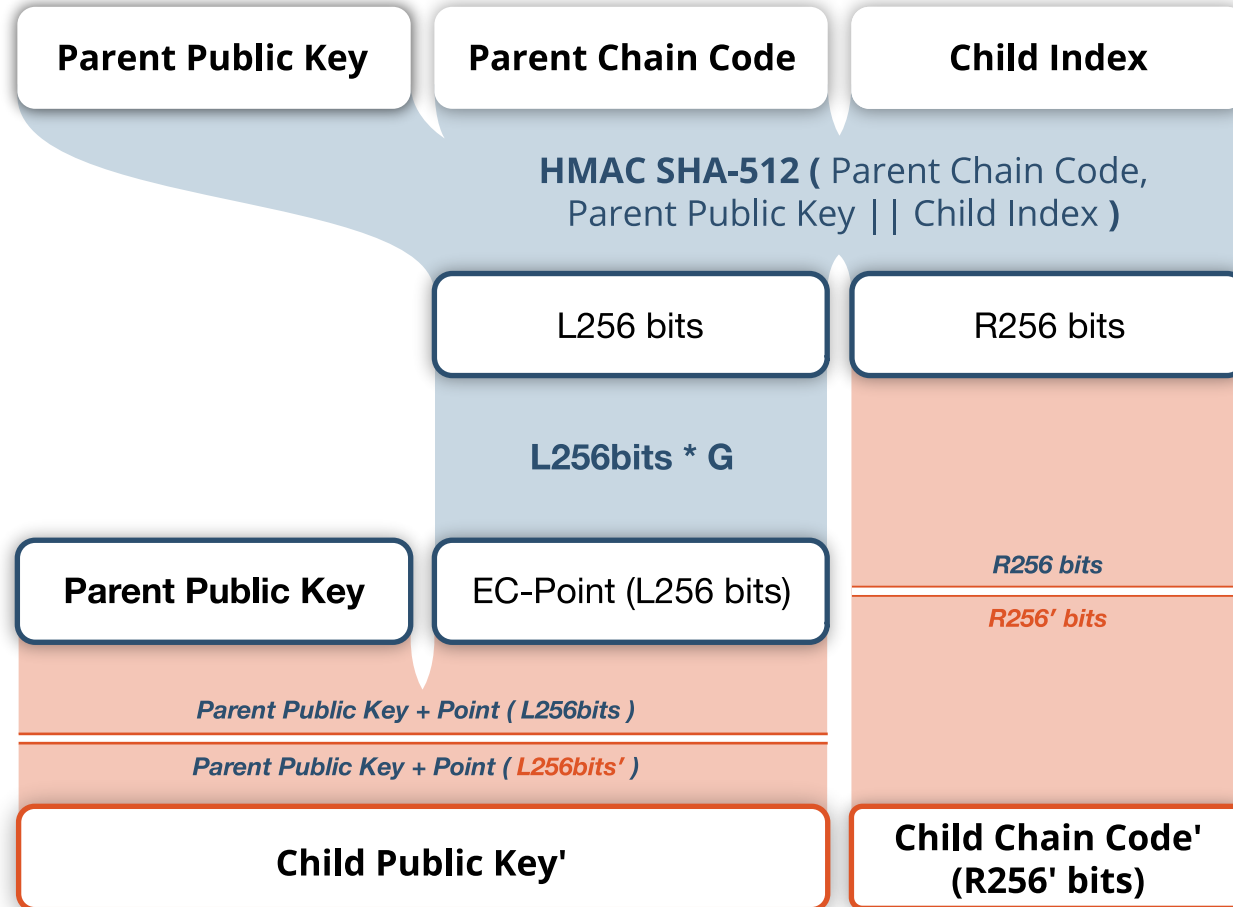 Parent Public Key
Parent Chain Code
Child Index
HMAC SHA-512 ( Parent Chain Code,
Parent Public Key || Child Index )
L256 bits
R256 bits
L256bits * G
Parent Public Key
EC-Point (L256 bits)
R256 bits
R256’ bits
Parent Public Key + Point ( L256bits )
Parent Public Key + Point ( L256bits’ )
Child Public Key'
Child Chain Code'
(R256' bits)